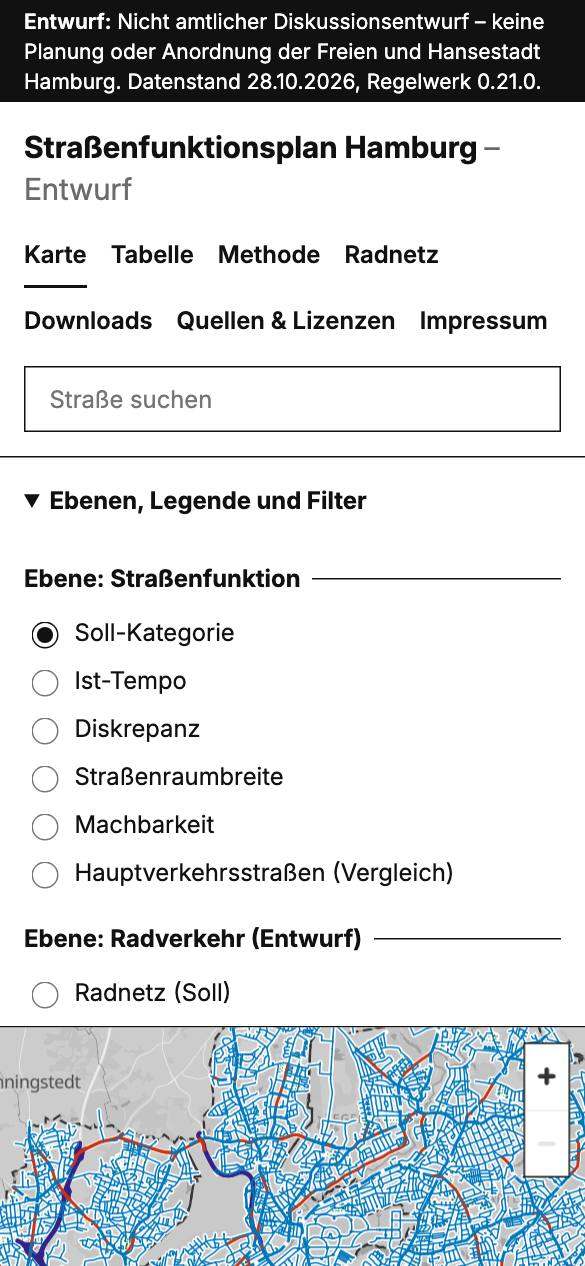 Entwurf: Nicht amtlicher Diskussionsentwurf – keine
Planung oder Anordnung der Freien und Hansestadt
Hamburg. Datenstand 28.10.2026, Regelwerk 0.21.0.
Straßenfunktionsplan Hamburg –
Entwurf
Karte Tabelle Methode Radnetz
Downloads Quellen & Lizenzen Impressum
Straße suchen
▼ Ebenen, Legende und Filter
Ebene: Straßenfunktion
Soll-Kategorie
Ist-Tempo
Diskrepanz
Straßenraumbreite
Machbarkeit
Hauptverkehrsstraßen (Vergleich)
Ebene: Radverkehr (Entwurf)
Radnetz (Soll)
+
ningstedt
−